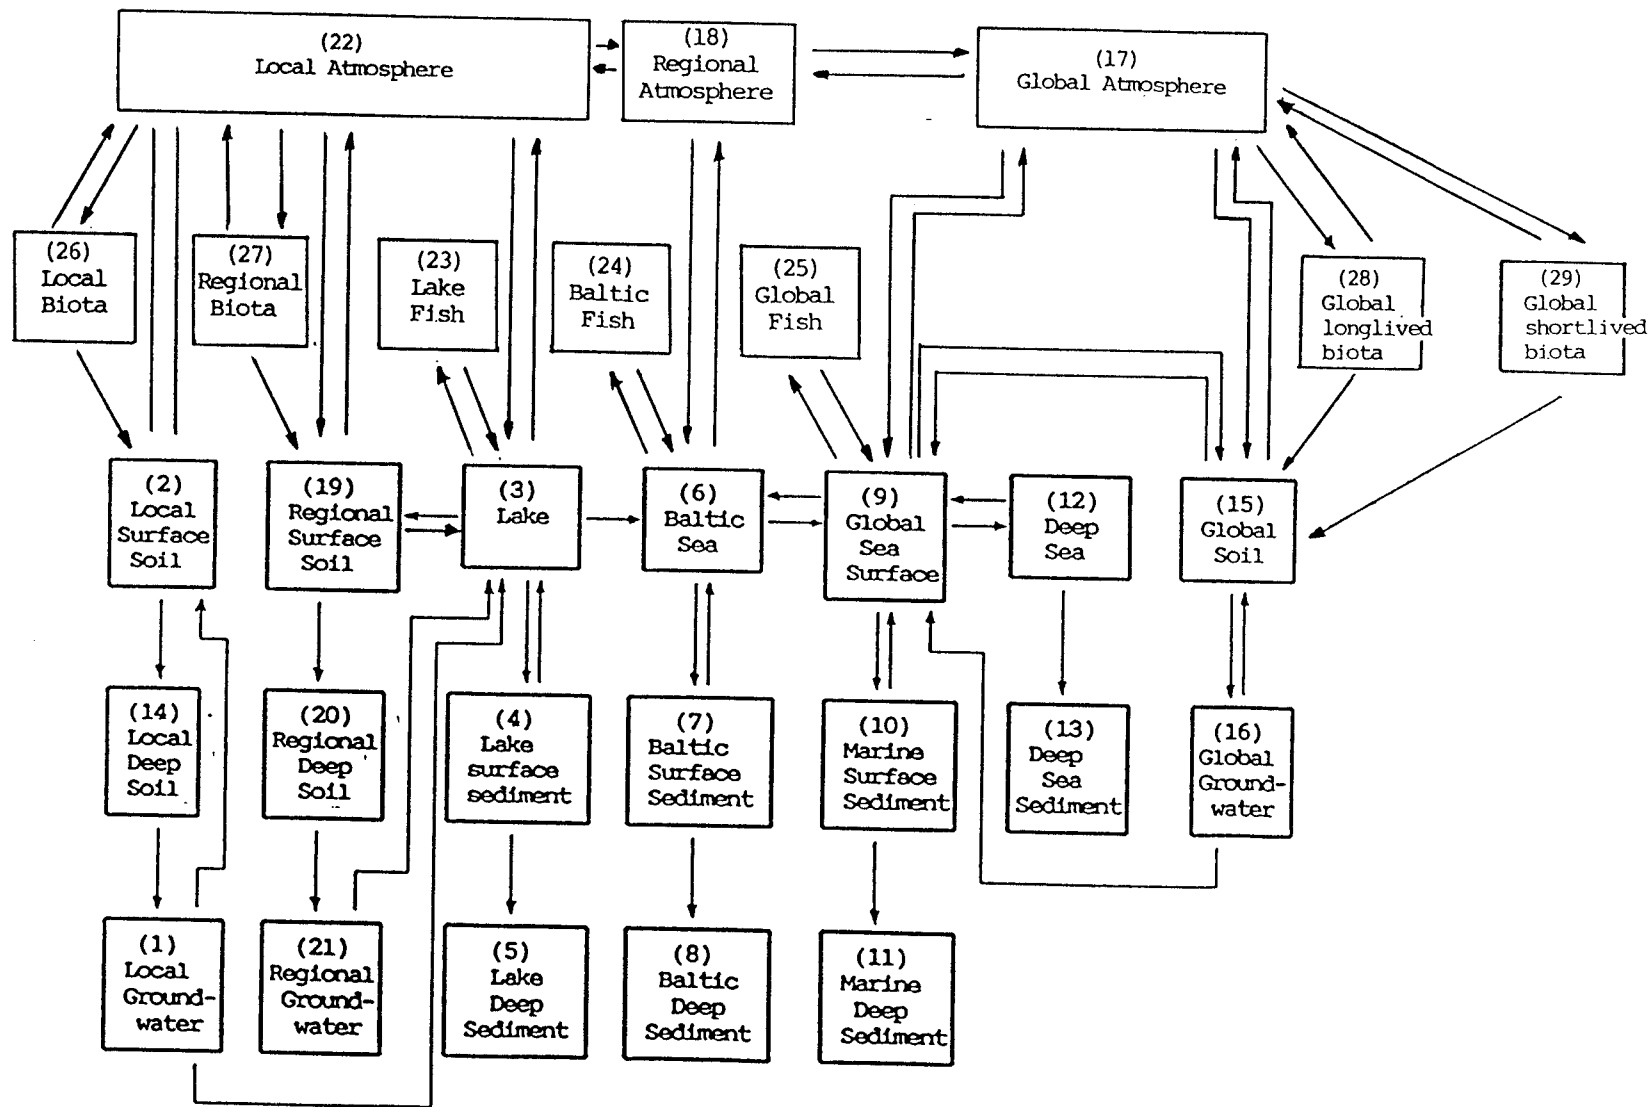 (22)
Local Atmosphere
(18)
Regional
Atmosphere
(17)
Global Atmosphere
(26)
Local
Biota
(27)
Regional
Biota
(23)
Lake
Fish
(24)
Baltic
Fish
(25)
Global
Fish
(28)
Global
longlived
biota
(29)
Global
shortlived
biota
(2)
Local
Surface
Soil
(19)
Regional
Surface
Soil
(3)
Lake
(6)
Baltic
Sea
(9)
Global
Sea
Surface
(12)
Deep
Sea
(15)
Global
Soil
(14)
Local
Deep
Soil
(20)
Regional
Deep
Soil
(4)
Lake
surface
sediment
(7)
Baltic
Surface
Sediment
(10)
Marine
Surface
Sediment
(13)
Deep
Sea
Sediment
(16)
Global
Ground-
water
(1)
Local
Ground-
water
(21)
Regional
Ground-
water
(5)
Lake
Deep
Sediment
(8)
Baltic
Deep
Sediment
(11)
Marine
Deep
Sediment